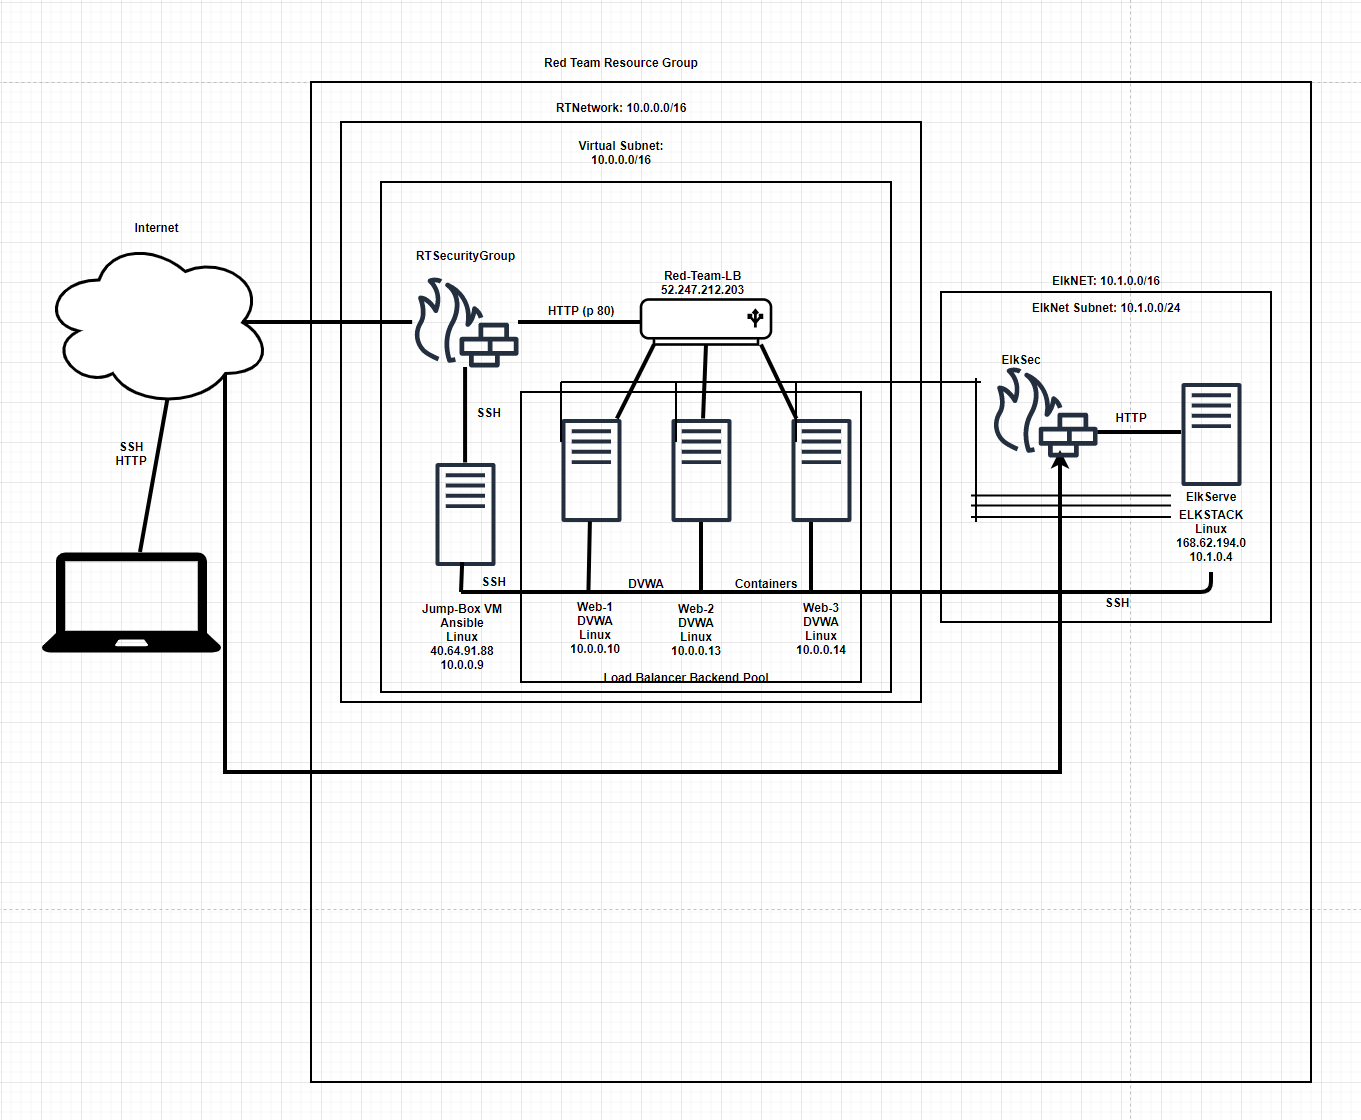 Red Team Resource Group
RTNetwork: 10.0.0.0/16
Virtual Subnet:
10.0.0.0/16
Internet
RTSecurityGroup
Red-Team-LB
52.247.212.203
HTTP (p 80)
ElkNET: 10.1.0.0/16
ElkNet Subnet: 10.1.0.0/24
ElkSec
HTTP
SSH
SSH
HTTP
ElkServe
ELKSTACK
Linux
168.62.194.0
10.1.0.4
SSH
DVWA
Containers
SSH
Jump-Box VM
Ansible
Linux
40.64.91.88
10.0.0.9
Web-1
DVWA
Linux
10.0.0.10
Web-2
DVWA
Linux
10.0.0.13
Web-3
DVWA
Linux
10.0.0.14
Load Balancer Backend Pool